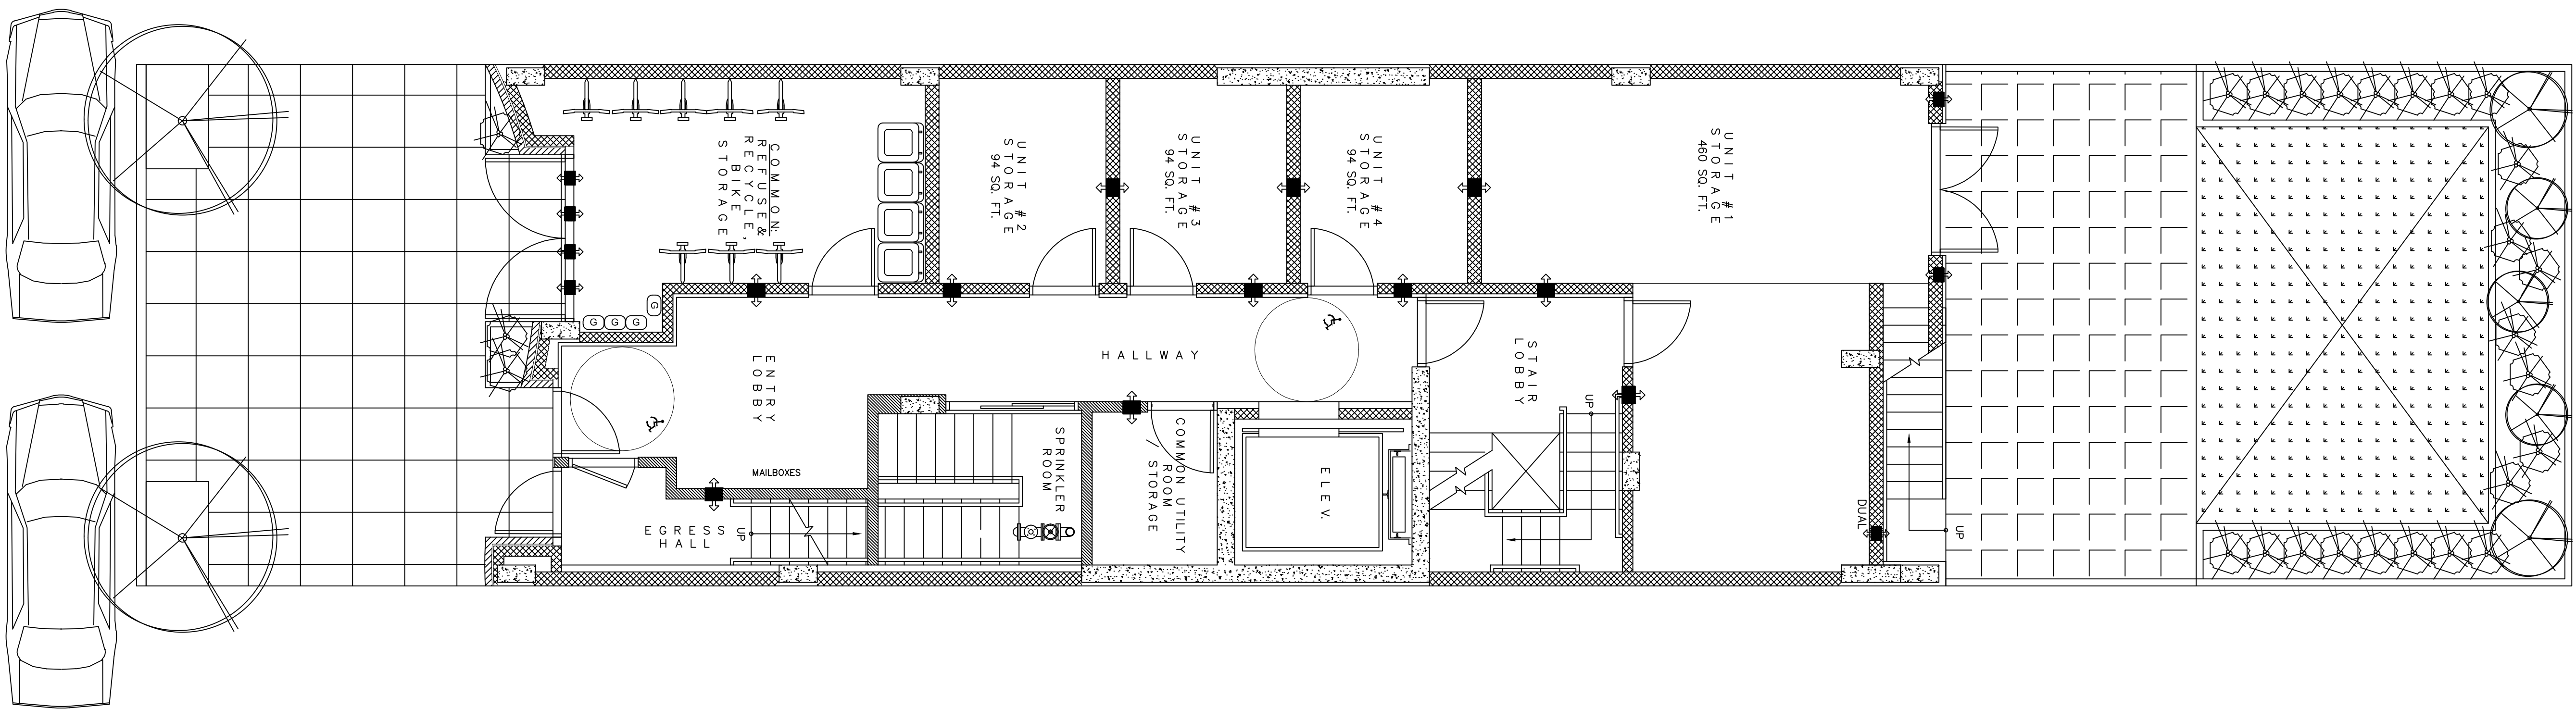 COMMON:
REFUSE&
RECYCLE,
BIKE
STORAGE
UNIT #2
STORAGE
94 SQ. FT.
UNIT #3
STORAGE
94 SQ. FT.
UNIT #4
STORAGE
94 SQ. FT.
UNIT #1
STORAGE
460 SQ. FT.
G
G
G
G
ENTRY
LOBBY
HALLWAY
STAIR
LOBBY
UP
MAILBOXES
SPRINKLER
ROOM
COMMON UTILITY
ROOM
/ STORAGE
ELEV.
EGRESS
HALL
UP
DUAL
UP